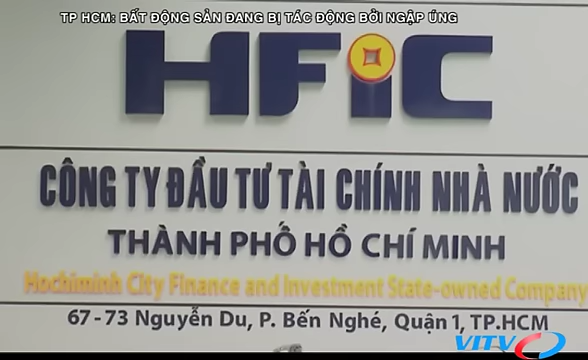 TP HCM: BẤT ĐỘNG SẢN ĐANG BỊ TÁC ĐỘNG BỞI NGẬP ÚNG
HFiC
CÔNG TY ĐẦU TƯ TÀI CHÍNH NHÀ NƯỚC
THÀNH PHỐ HỒ CHÍ MINH
Hochiminh City Finance and Investment State-owned Company
67-73 Nguyễn Du, P. Bến Nghé, Quận 1, TP.HCM
VITV